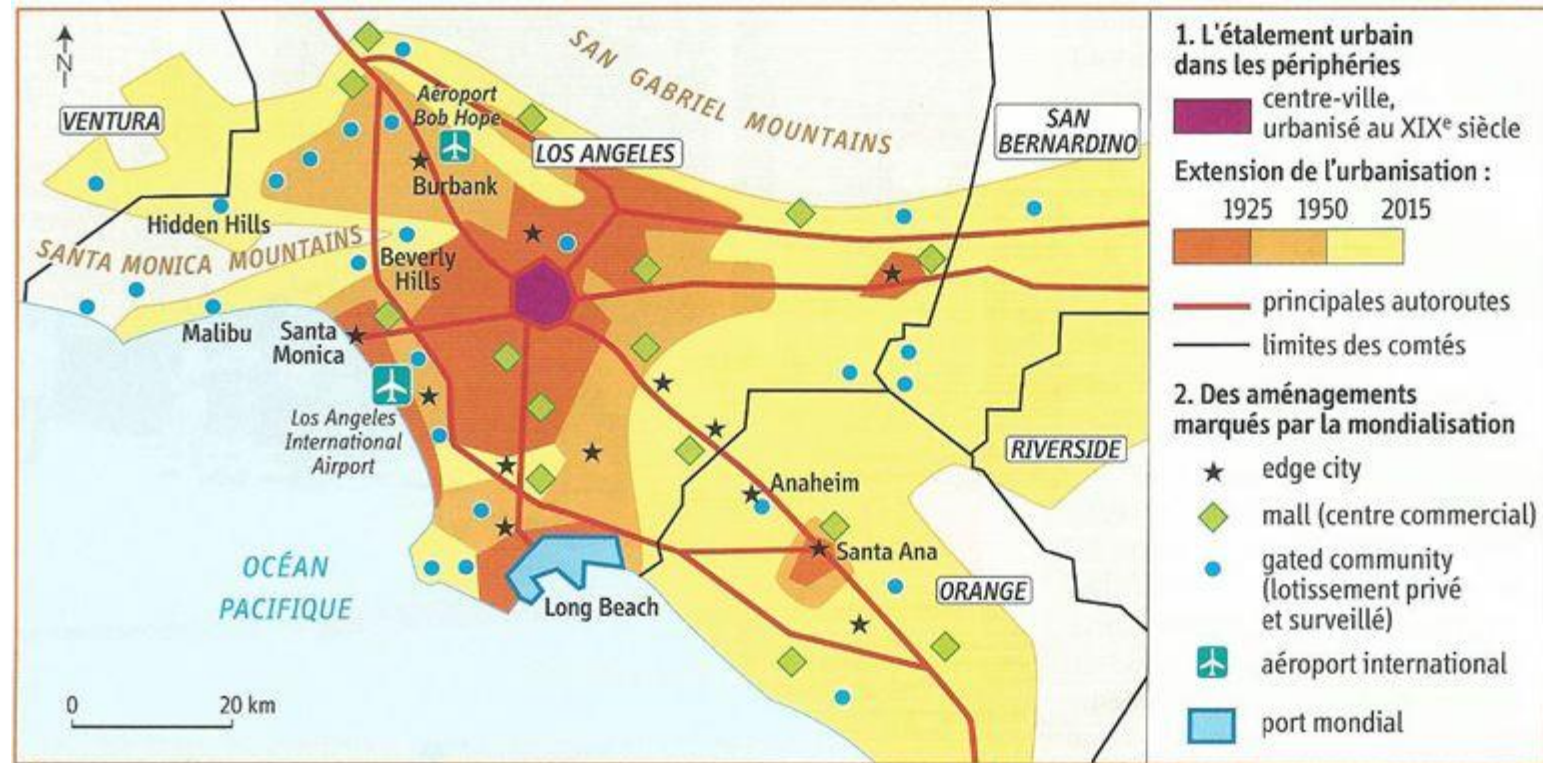 N
SAN GABRIEL MOUNTAINS
VENTURA
Aéroport
Bob Hope
LOS ANGELES
SAN
BERNARDINO
Burbank
Hidden Hills
SANTA MONICA MOUNTAINS
Beverly
Hills
Malibu
Santa
Monica
Los Angeles
International
Airport
RIVERSIDE
Anaheim
Santa Ana
OCÉAN
PACIFIQUE
Long Beach
ORANGE
0 20 km
1. L'étalement urbain
dans les périphéries
centre-ville,
urbanisé au XIXe siècle
Extension de l'urbanisation :
1925 1950 2015
principales autoroutes
limites des comtés
2. Des aménagements
marqués par la mondialisation
edge city
mall (centre commercial)
gated community
(lotissement privé
et surveillé)
aéroport international
port mondial